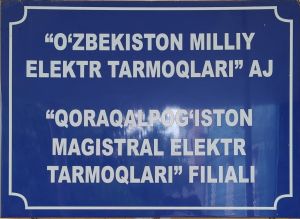 “O‘ZBEKISTON MILLIY
ELEKTR TARMOQLARI” AJ
“QORAQALPOG‘ISTON
MAGISTRAL ELEKTR
TARMOQLARI” FILIALI